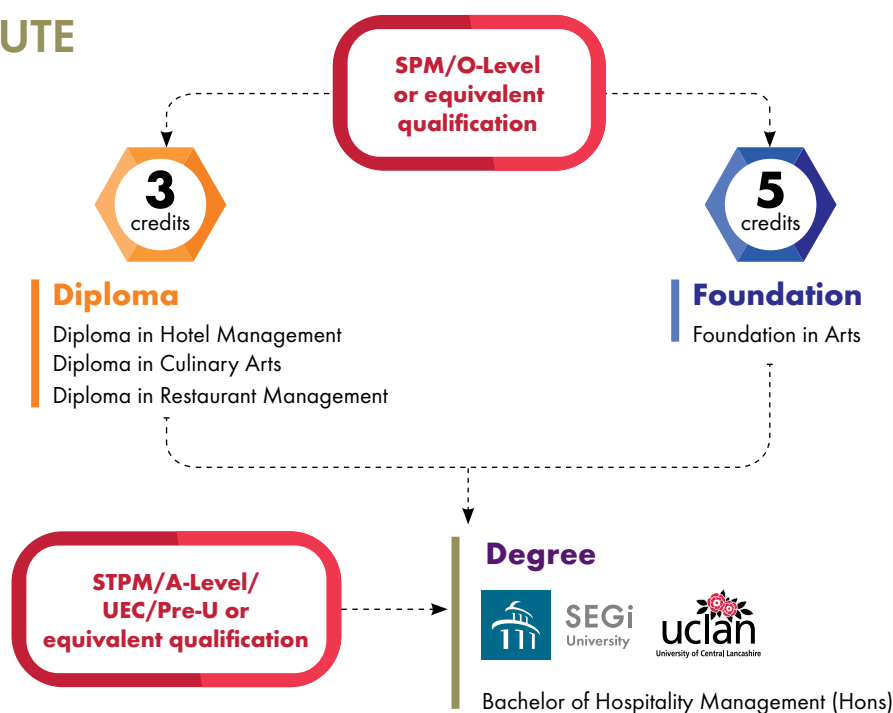 UTE
SPM/O-Level
or equivalent
qualification
3
credits
5
credits
Diploma
Diploma in Hotel Management
Diploma in Culinary Arts
Diploma in Restaurant Management
Foundation
Foundation in Arts
STPM/A-Level/
UEC/Pre-U or
equivalent qualification
Degree
SEGi
University
uclan
University of Central Lancashire
Bachelor of Hospitality Management (Hons)